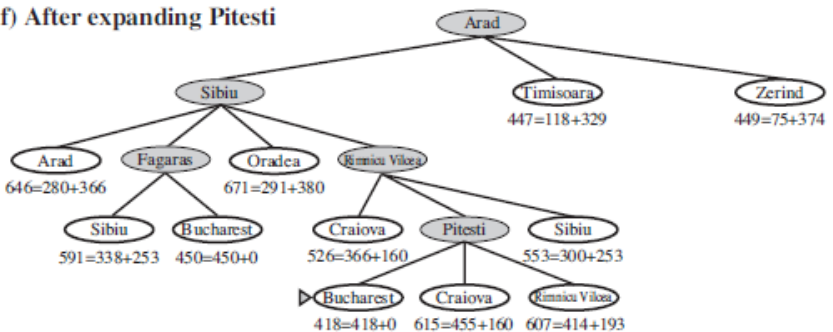 f) After expanding Pitesti
Arad
Sibiu
Timisoara
447=118+329
Zerind
449=75+374
Arad
646=280+366
Fagaras
Oradea
671=291+380
Rimnicu Vilcea
Sibiu
591=338+253
Bucharest
450=450+0
Craiova
526=366+160
Pitesti
Sibiu
553=300+253
Bucharest
418=418+0
Craiova
615=455+160
Rimnicu Vilcea
607=414+193